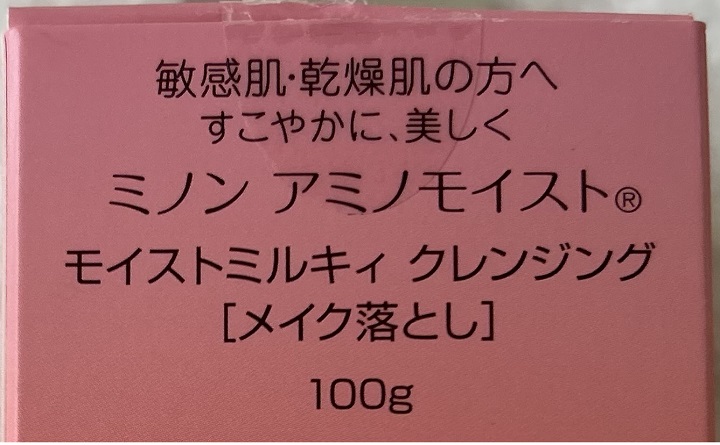 敏感肌・乾燥肌の方へ
すこやかに、美しく
ミノン アミノモイスト®
モイストミルキィ クレンジング
[メイク落とし]
100g